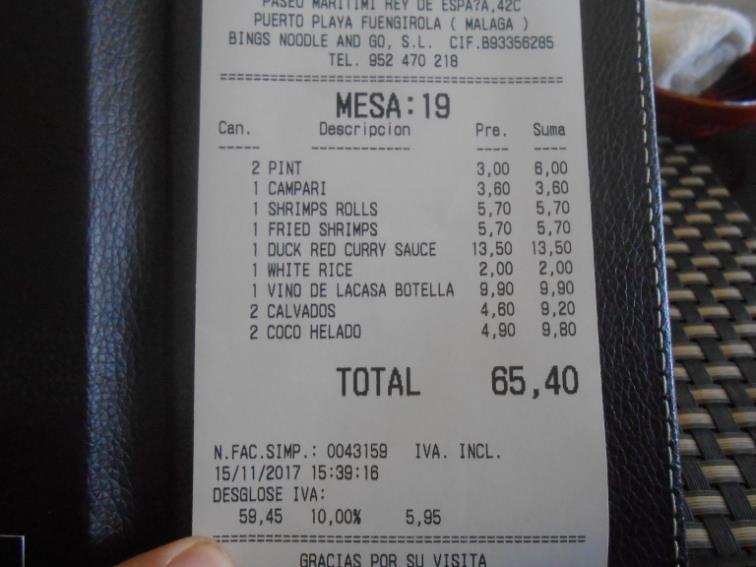 PASEO MARITIMI REY DE ESPA?A,42C
PUERTO PLAYA FUENGIROLA ( MALAGA )
BINGS NOODLE AND GO, S.L. CIF.B93356285
TEL. 952 470 218
MESA:19
Can. Descripcion Pre. Suma
2 PINT 3,00 6,00
1 CAMPARI 3,60 3,60
1 SHRIMPS ROLLS 5,70 5,70
1 FRIED SHRIMPS 5,70 5,70
1 DUCK RED CURRY SAUCE 13,50 13,50
1 WHITE RICE 2,00 2,00
1 VINO DE LACASA BOTELLA 9,90 9,90
2 CALVADOS 4,60 9,20
2 COCO HELADO 4,90 9,80
TOTAL 65,40
N.FAC.SIMP.: 0043159 IVA. INCL.
15/11/2017 15:39:16
DESGLOSE IVA:
59,45 10,00% 5,95
GRACIAS POR SU VISITA